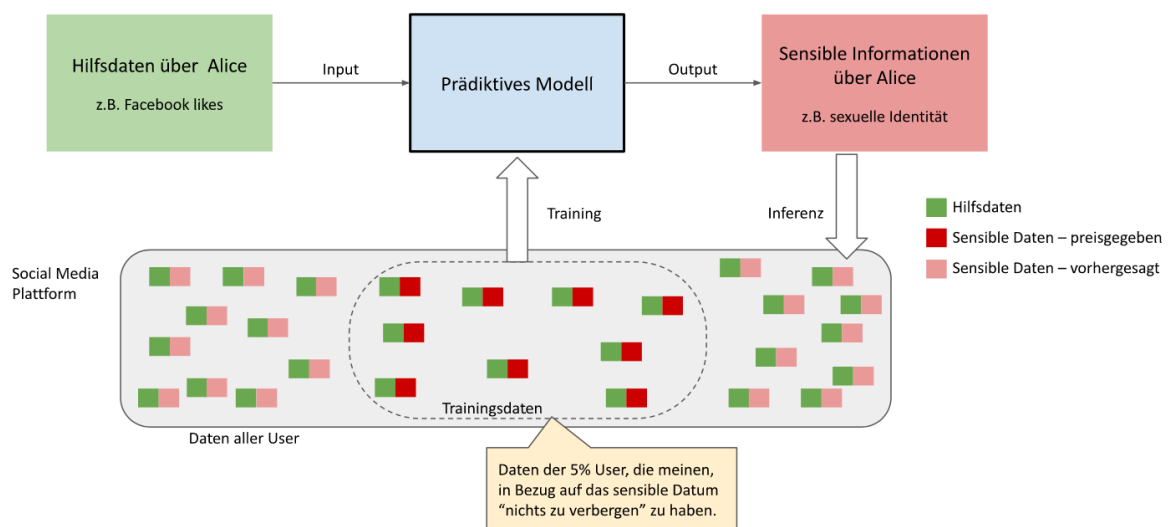 Hilfsdaten über Alice
z.B. Facebook likes
Input
Prädiktives Modell
Output
Sensible Informationen
über Alice
z.B. sexuelle Identität
Training
Inferenz
Hilfsdaten
Sensible Daten – preisgegeben
Sensible Daten – vorhergesagt
Social Media
Plattform
Trainingsdaten
Daten aller User
Daten der 5% User, die meinen,
in Bezug auf das sensible Datum
“nichts zu verbergen” zu haben.